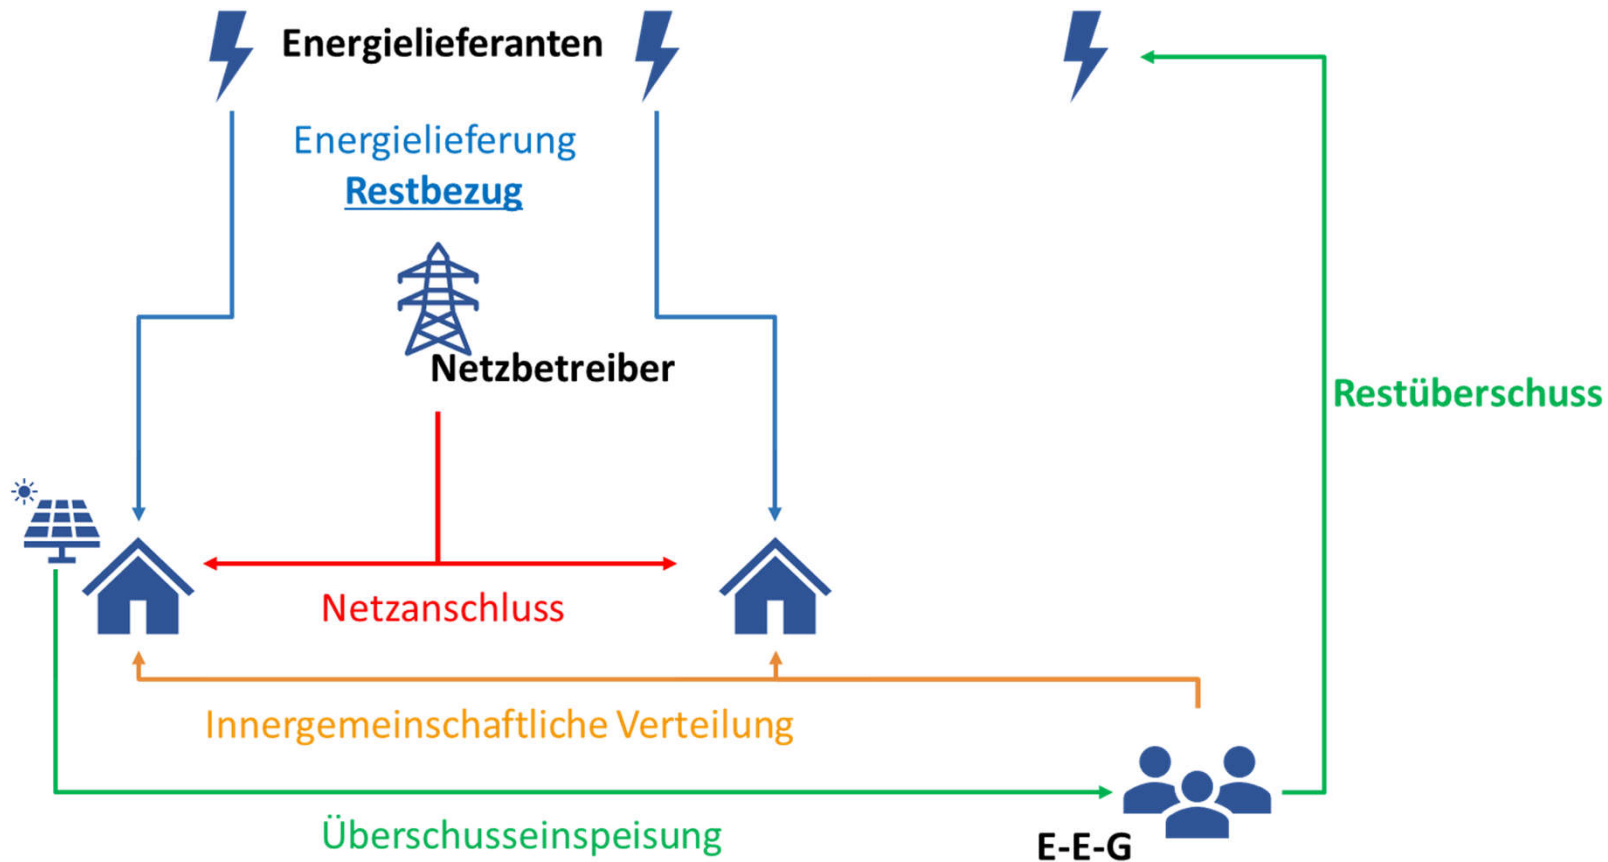 Energielieferanten
Energielieferung
Restbezug
Netzbetreiber
Restüberschuss
Netzanschluss
Innergemeinschaftliche Verteilung
Überschusseinspeisung
E-E-G